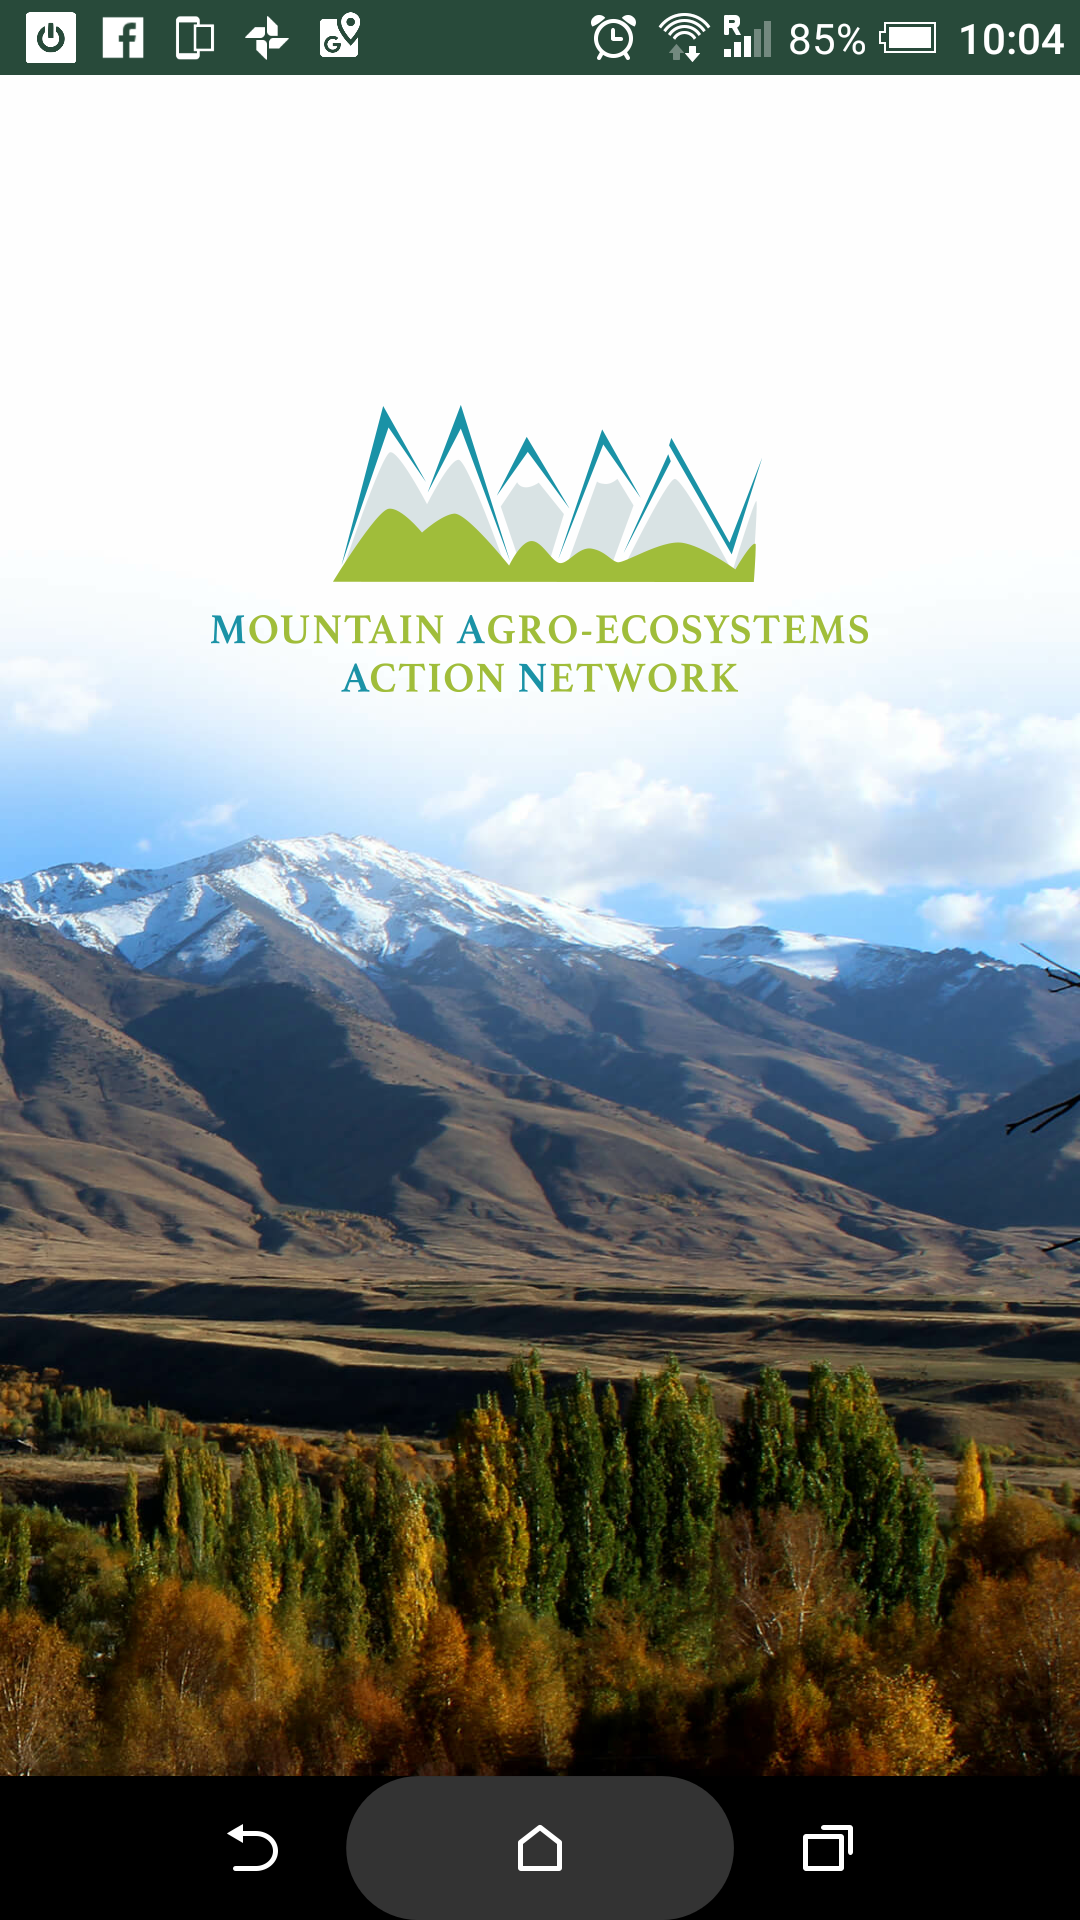 R 85% 10:04
MOUNTAIN AGRO-ECOSYSTEMS
ACTION NETWORK